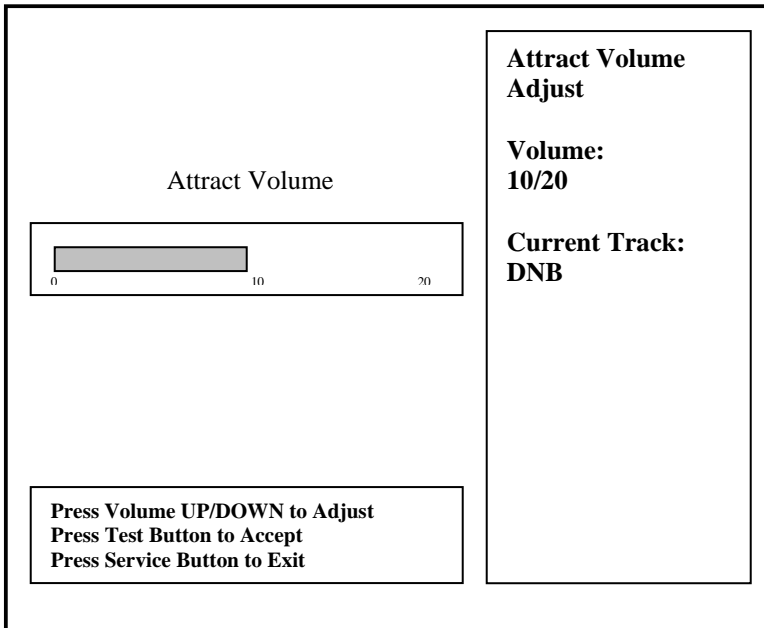 Attract Volume
0 10 20
Press Volume UP/DOWN to Adjust
Press Test Button to Accept
Press Service Button to Exit
Attract Volume
Adjust
Volume:
10/20
Current Track:
DNB